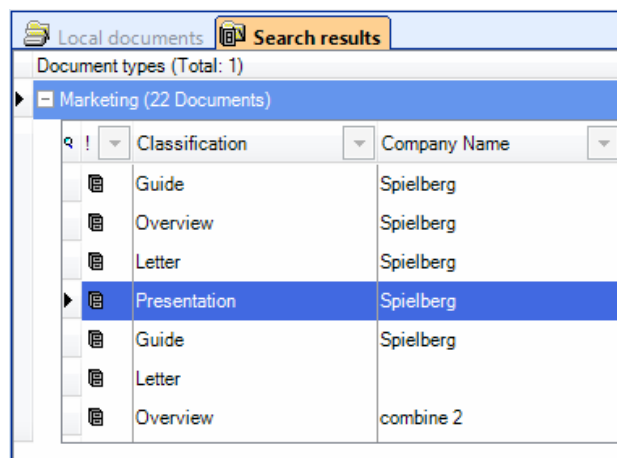 Local documents Search results
Document types (Total: 1)
Marketing (22 Documents)
! Classification Company Name
Guide Spielberg
Overview Spielberg
Letter Spielberg
Presentation Spielberg
Guide Spielberg
Letter
Overview combine 2